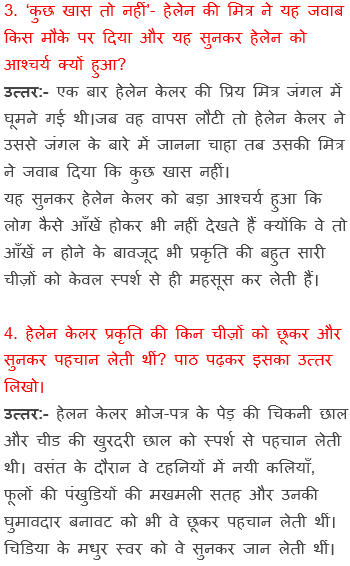 3. 'कुछ खास तो नहीं'- हेलेन की मित्र ने यह जवाब
किस मौके पर दिया और यह सुनकर हेलेन को
आश्चर्य क्यों हुआ?
उत्तर:- एक बार हेलेन केलर की प्रिय मित्र जंगल में
घूमने गई थी।जब वह वापस लौटी तो हेलेन केलर ने
उससे जंगल के बारे में जानना चाहा तब उसकी मित्र
ने जवाब दिया कि कुछ खास नहीं।
यह सुनकर हेलेन केलर को बड़ा आश्चर्य हुआ कि
लोग कैसे आँखें होकर भी नहीं देखते हैं क्योंकि वे तो
आँखें न होने के बावजूद भी प्रकृति की बहुत सारी
चीज़ों को केवल स्पर्श से ही महसूस कर लेती हैं।
4. हेलेन केलर प्रकृति की किन चीज़ों को छूकर और
सुनकर पहचान लेती थीं? पाठ पढ़कर इसका उत्तर
लिखो।
उत्तर:- हेलन केलर भोज-पत्र के पेड़ की चिकनी छाल
और चीड की खुरदरी छाल को स्पर्श से पहचान लेती
थी। वसंत के दौरान वे टहनियों में नयी कलियाँ,
फूलों की पंखुडियों की मखमली सतह और उनकी
घुमावदार बनावट को भी वे छूकर पहचान लेती थीं।
चिडिया के मधुर स्वर को वे सुनकर जान लेती थीं।